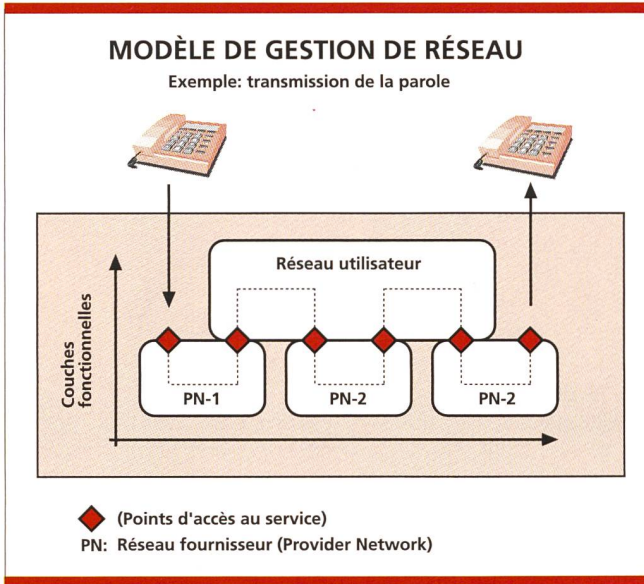 MODÈLE DE GESTION DE RÉSEAU
Exemple: transmission de la parole
Réseau utilisateur
Couches
fonctionnelles
PN-1
PN-2
PN-2
(Points d'accès au service)
PN: Réseau fournisseur (Provider Network)